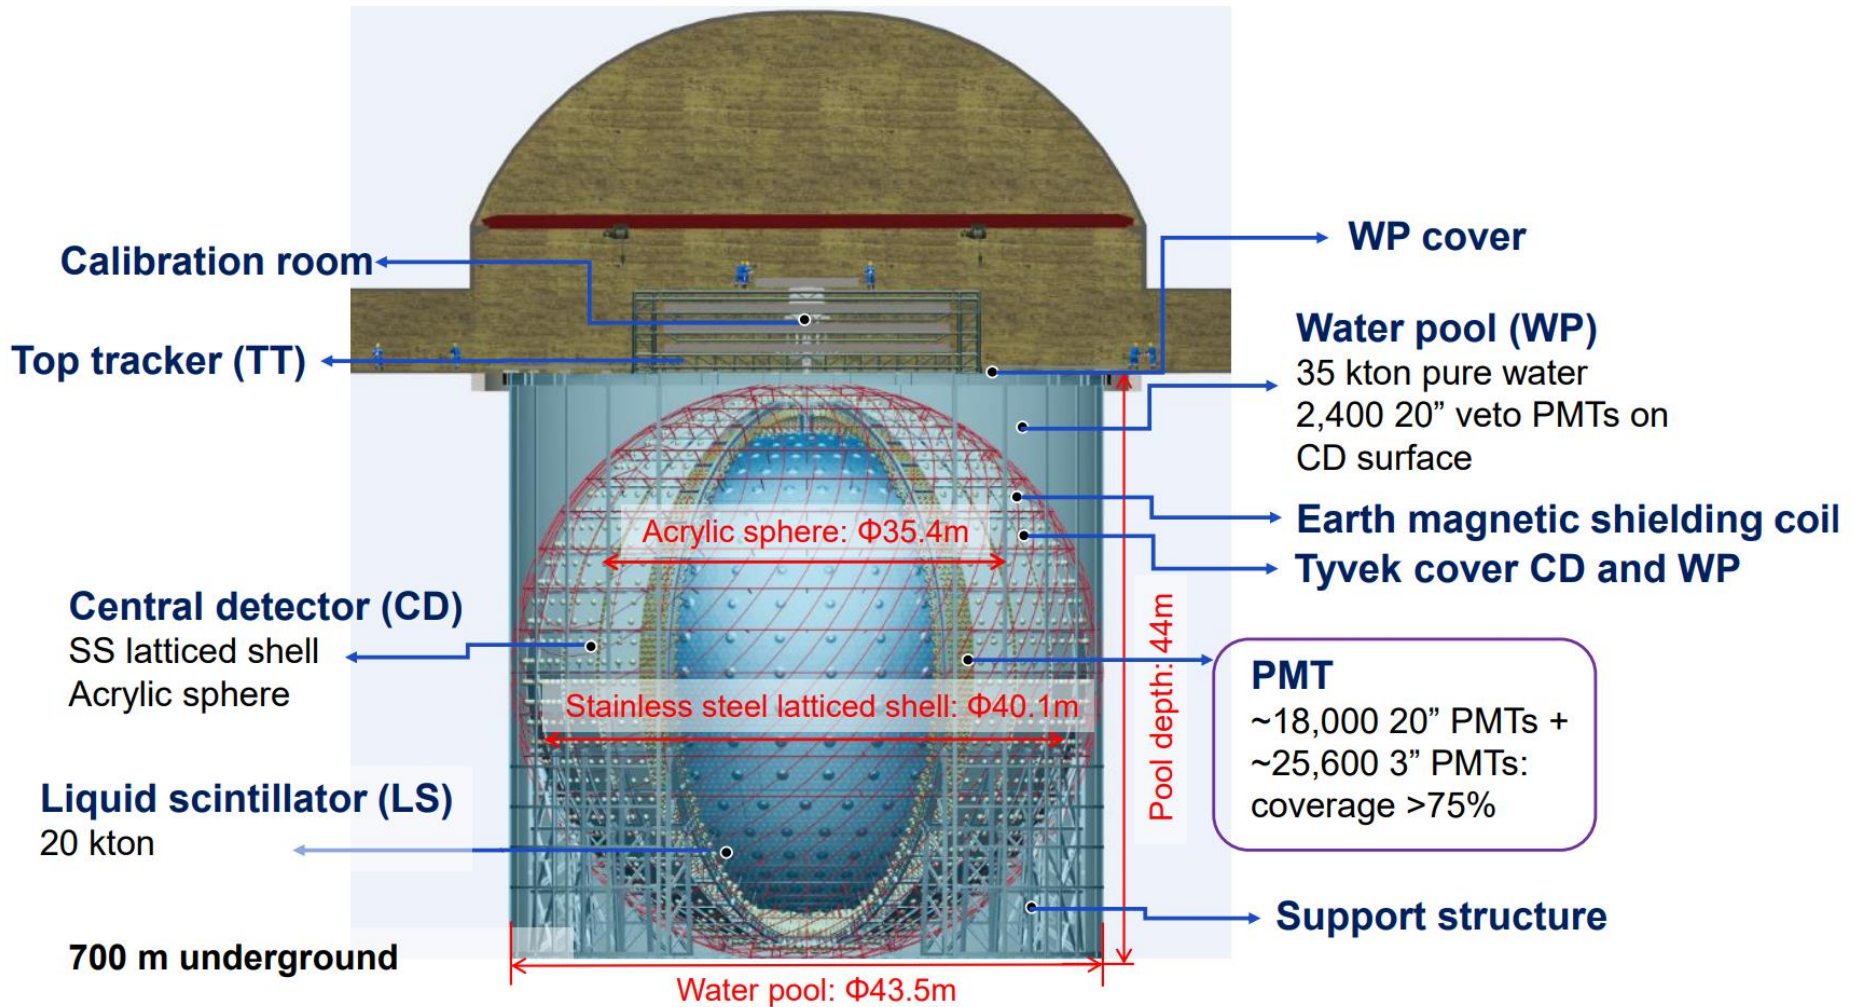 Calibration room
Top tracker (TT)
Central detector (CD)
SS latticed shell
Acrylic sphere
Liquid scintillator (LS)
20 kton
700 m underground
Acrylic sphere: Φ35.4m
Stainless steel latticed shell: Φ40.1m
Water pool: Φ43.5m
Pool depth: 44m
WP cover
Water pool (WP)
35 kton pure water
2,400 20” veto PMTs on
CD surface
Earth magnetic shielding coil
Tyvek cover CD and WP
PMT
~18,000 20” PMTs +
~25,600 3” PMTs:
coverage >75%
Support structure